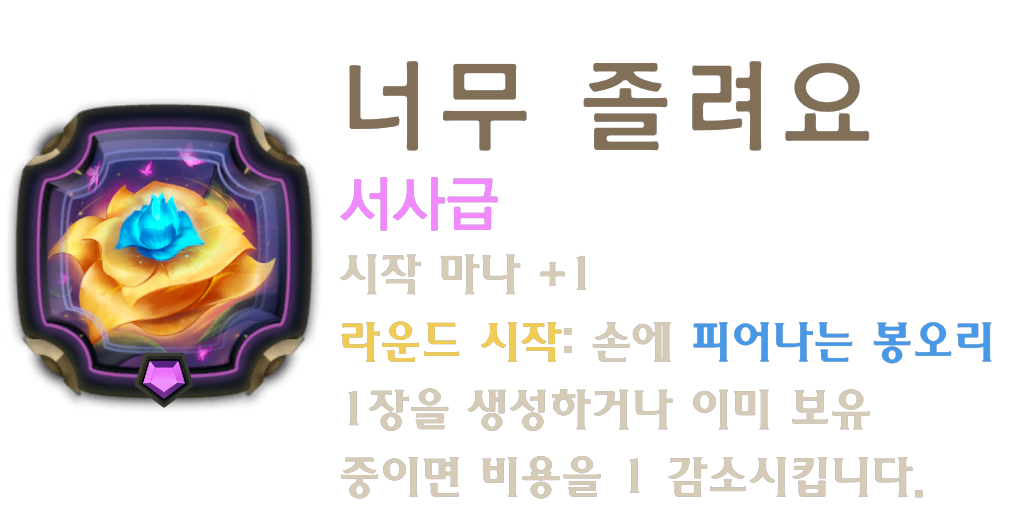 너무 졸려요
서사급
시작 마나 +1
라운드 시작: 손에 피어나는 봉오리
1장을 생성하거나 이미 보유
중이면 비용을 1 감소시킵니다.